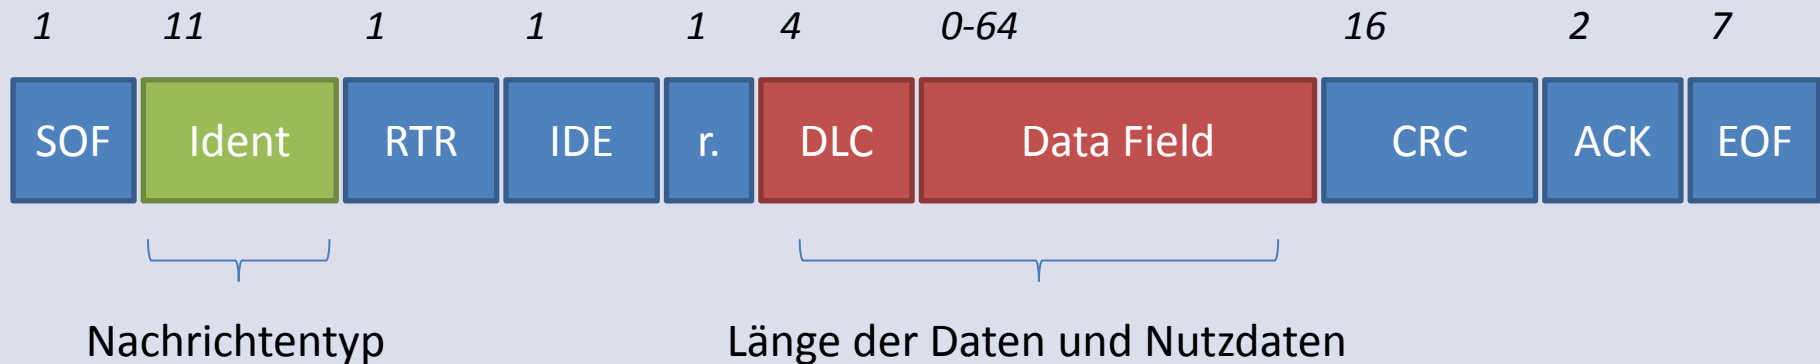 1 11 1 1 1 4 0-64 16 2 7
SOF Ident RTR IDE r. DLC Data Field CRC ACK EOF
Nachrichtentyp Länge der Daten und Nutzdaten